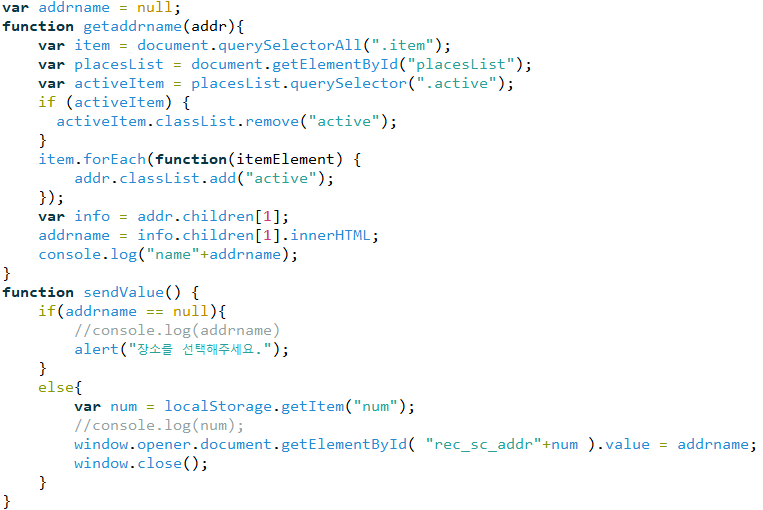 var addrname = null;
function getaddrname(addr){
    var item = document.querySelectorAll(".item");
    var placesList = document.getElementById("placesList");
    var activeItem = placesList.querySelector(".active");
    if (activeItem) {
      activeItem.classList.remove("active");
    }
    item.forEach(function(itemElement) {
        addr.classList.add("active");
    });
    var info = addr.children[1];
    addrname = info.children[1].innerHTML;
    console.log("name"+addrname);
}
function sendValue() {
    if(addrname == null){
        //console.log(addrname)
        alert("장소를 선택해주세요.");
    }
    else{
        var num = localStorage.getItem("num");
        //console.log(num);
        window.opener.document.getElementById( "rec_sc_addr"+num ).value = addrname;
        window.close();
    }
}